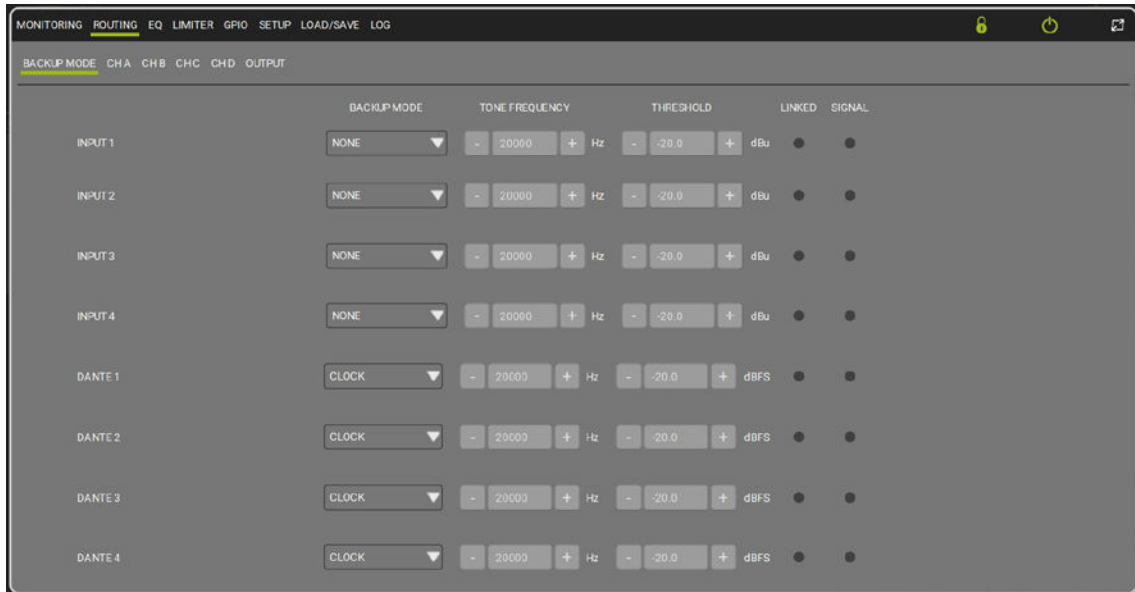 MONITORING ROUTING EQ LIMITER GPIO SETUP LOAD/SAVE LOG
BACKUP MODE CH A CH B CH C CH D OUTPUT
BACKUP MODE TONE FREQUENCY THRESHOLD LINKED SIGNAL
INPUT 1 NONE - 20000 + Hz - -20.0 + dBu
INPUT 2 NONE - 20000 + Hz - -20.0 + dBu
INPUT 3 NONE - 20000 + Hz - -20.0 + dBu
INPUT 4 NONE - 20000 + Hz - -20.0 + dBu
DANTE 1 CLOCK - 20000 + Hz - -20.0 + dBFS
DANTE 2 CLOCK - 20000 + Hz - -20.0 + dBFS
DANTE 3 CLOCK - 20000 + Hz - -20.0 + dBFS
DANTE 4 CLOCK - 20000 + Hz - -20.0 + dBFS